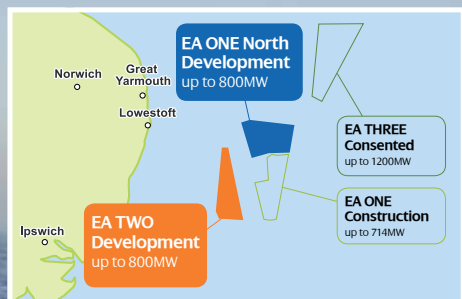 EA ONE North
Development
up to 800MW
Norwich
Great
Yarmouth
Lowestoft
EA THREE
Consented
up to 1200MW
EA ONE
Construction
up to 714MW
EA TWO
Development
up to 800MW
Ipswich